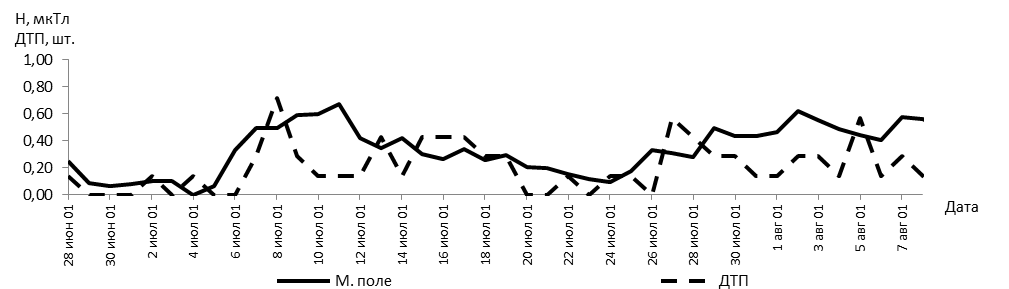 Н, мкТл
ДТП, шт.
1,00
0,80
0,60
0,40
0,20
0,00
28 июн 01
30 июн 01
2 июл 01
4 июл 01
6 июл 01
8 июл 01
10 июл 01
12 июл 01
14 июл 01
16 июл 01
18 июл 01
20 июл 01
22 июл 01
24 июл 01
26 июл 01
28 июл 01
30 июл 01
1 авг 01
3 авг 01
5 авг 01
7 авг 01
Дата
М. поле
ДТП